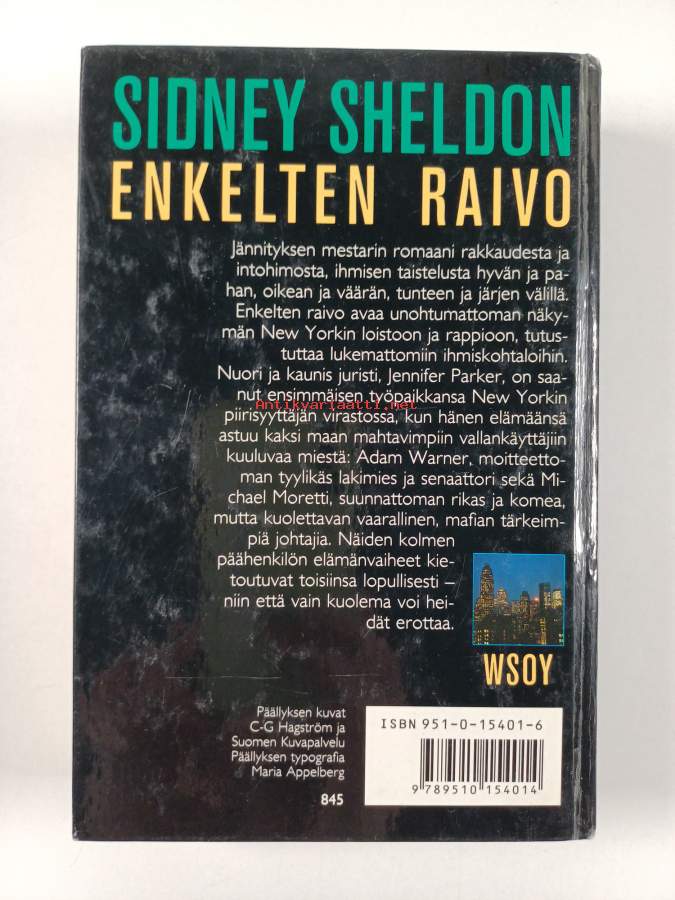 SIDNEY SHELDON
ENKELTEN RAIVO
Jännityksen mestarin romaani rakkaudesta ja
intohimosta, ihmisen taistelusta hyvän ja pa-
han, oikean ja väärän, tunteen ja järjen välillä.
Enkelten raivo avaa unohtumattoman näky-
män New Yorkin loistoon ja rappioon, tutus-
tuttaa lukemattomiin ihmiskohtaloihin.
Nuori ja kaunis juristi, Jennifer Parker, on saa-
nut ensimmäisen työpaikkansa New Yorkin
Antikvariaatti.net
piirisyyttäjän virastossa, kun hänen elämäänsä
astuu kaksi maan mahtavimpiin vallankäyttäjiin
kuuluvaa miestä: Adam Warner, moitteetto-
man tyylikäs lakimies ja senaattori sekä Mi-
chael Moretti, suunnattoman rikas ja komea,
mutta kuolettavan vaarallinen, mafian tärkeim-
piä johtajia. Näiden kolmen
päähenkilön elämänvaiheet kie-
toutuvat toisiinsa lopullisesti –
niin että vain kuolema voi hei-
dät erottaa.
WSOY
Päällyksen kuvat
C-G Hagström ja
Suomen Kuvapalvelu
Päällyksen typografia
Maria Appelberg
845
ISBN 951-0-15401-6
9 789510 154014